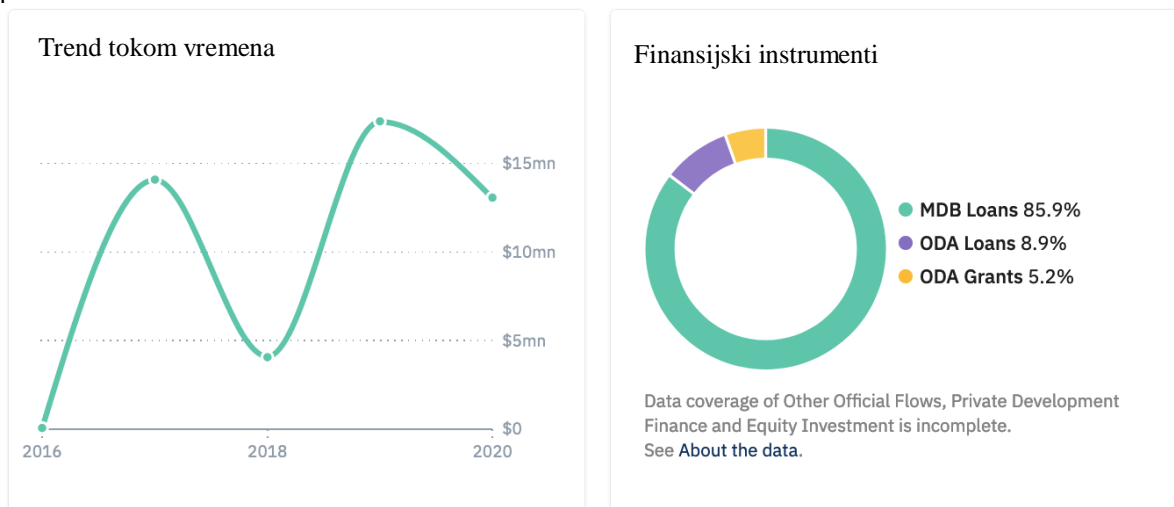 Trend tokom vremena
$15mn
$10mn
$5mn
$0
2016 2018 2020
Finansijski instrumenti
MDB Loans 85.9%
ODA Loans 8.9%
ODA Grants 5.2%
Data coverage of Other Official Flows, Private Development
Finance and Equity Investment is incomplete.
See About the data.